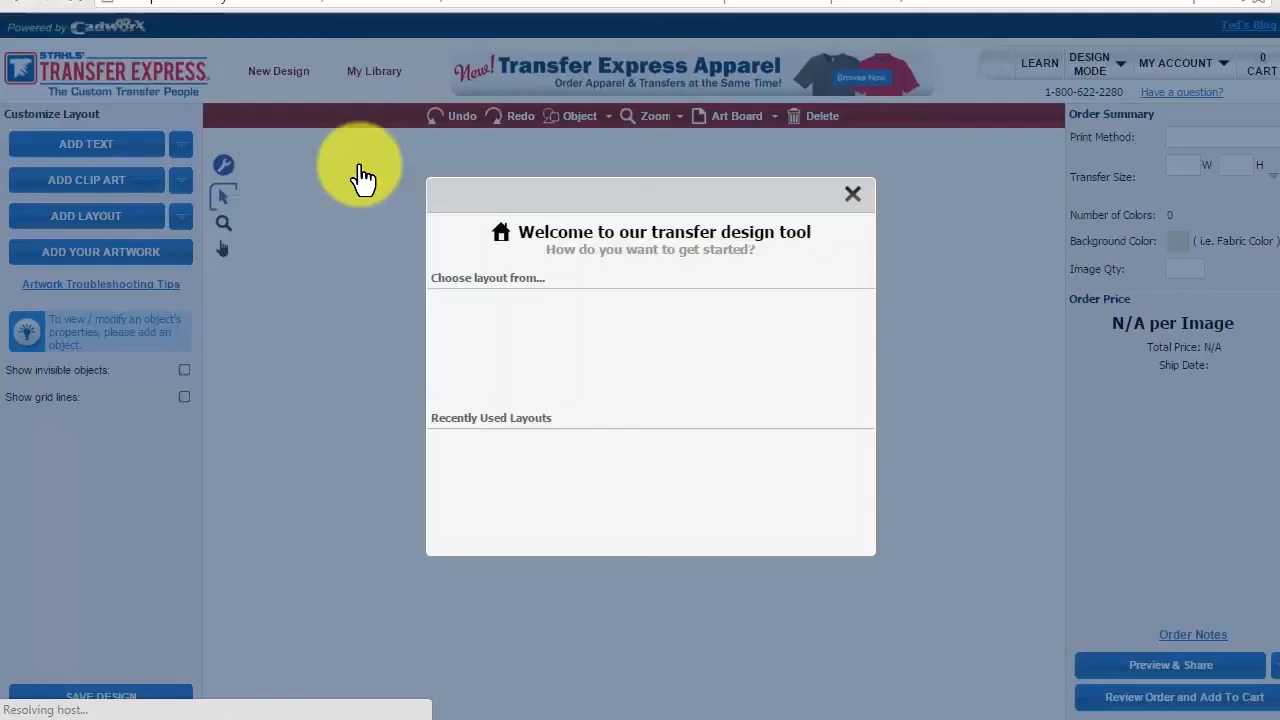 Powered by CadworX
Ted's Blog
STAHLS'
TRANSFER EXPRESS
The Custom Transfer People
New Design
My Library
New! Transfer Express Apparel
Order Apparel & Transfers at the Same Time!
Browse Now
LEARN
DESIGN
MODE
MY ACCOUNT
0
CART
1-800-622-2280
Have a question?
Customize Layout
Undo
Redo
Object
Zoom
Art Board
Delete
ADD TEXT
ADD CLIP ART
ADD LAYOUT
ADD YOUR ARTWORK
Artwork Troubleshooting Tips
To view / modify an object's
properties, please add an
object.
Show invisible objects:
Show grid lines:
SAVE DESIGN
Resolving host...
Welcome to our transfer design tool
How do you want to get started?
Choose layout from...
Recently Used Layouts
Order Summary
Print Method:
Transfer Size:
W
H
Number of Colors: 0
Background Color:
( i.e. Fabric Color )
Image Qty:
Order Price
N/A per Image
Total Price: N/A
Ship Date:
Order Notes
Preview & Share
Review Order and Add To Cart